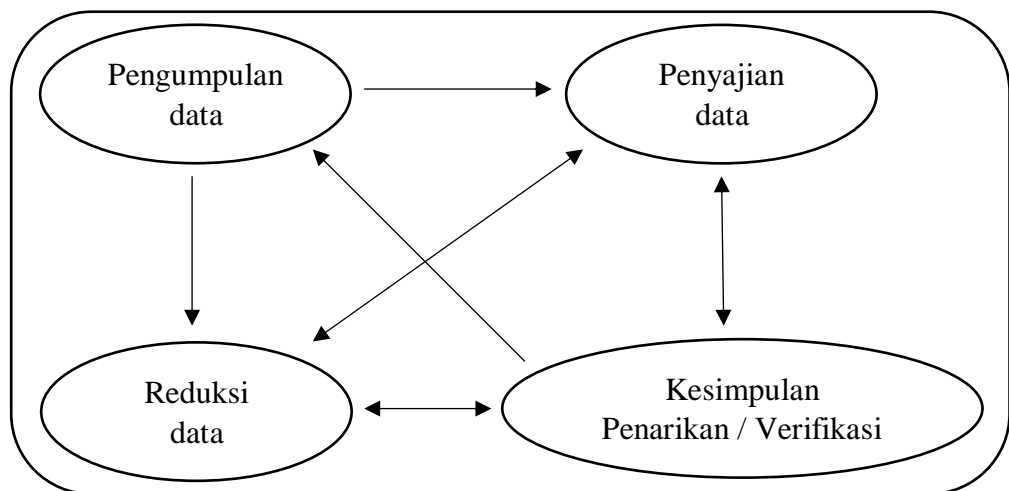 Pengumpulan
data
Penyajian
data
Reduksi
data
Kesimpulan
Penarikan / Verifikasi